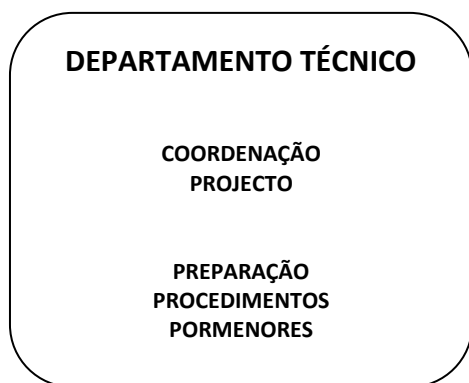 DEPARTAMENTO TÉCNICO
COORDENAÇÃO
PROJECTO
PREPARAÇÃO
PROCEDIMENTOS
PORMENORES